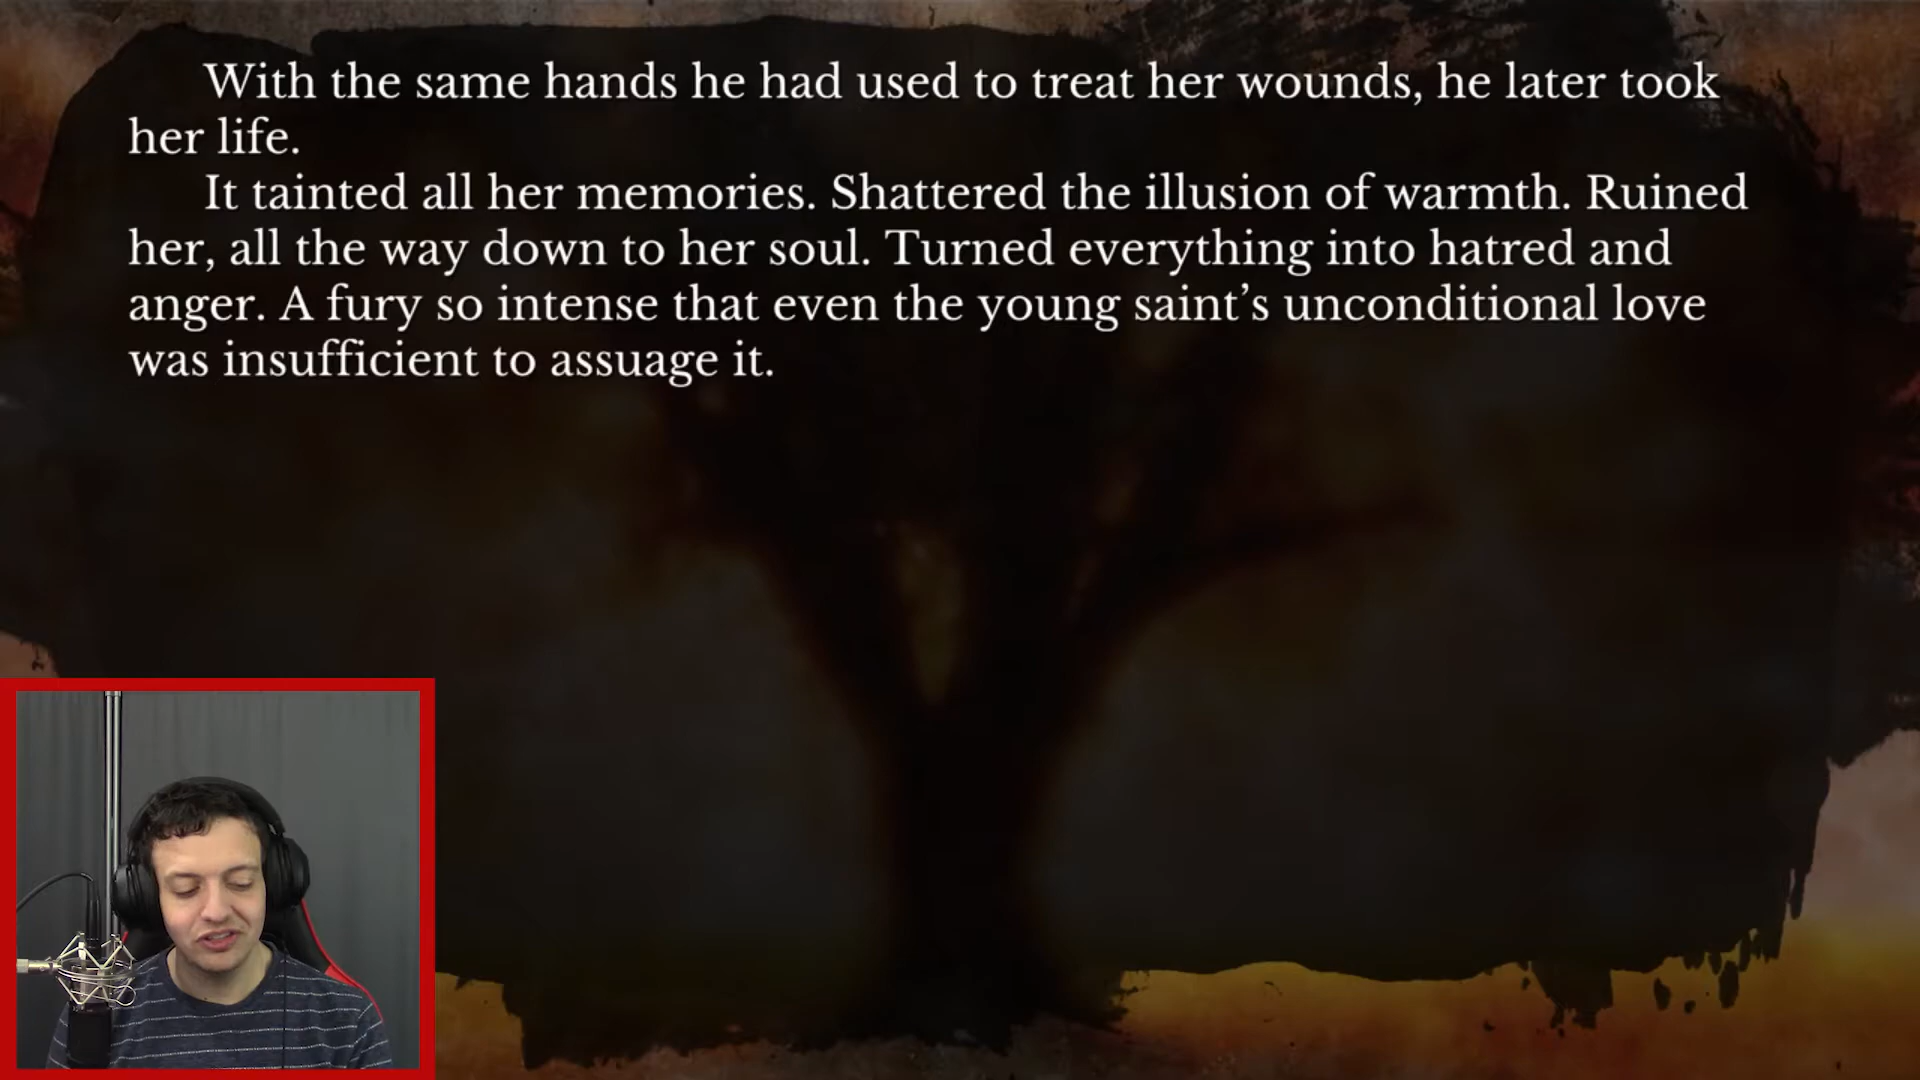 With the same hands he had used to treat her wounds, he later took
her life.
It tainted all her memories. Shattered the illusion of warmth. Ruined
her, all the way down to her soul. Turned everything into hatred and
anger. A fury so intense that even the young saint’s unconditional love
was insufficient to assuage it.